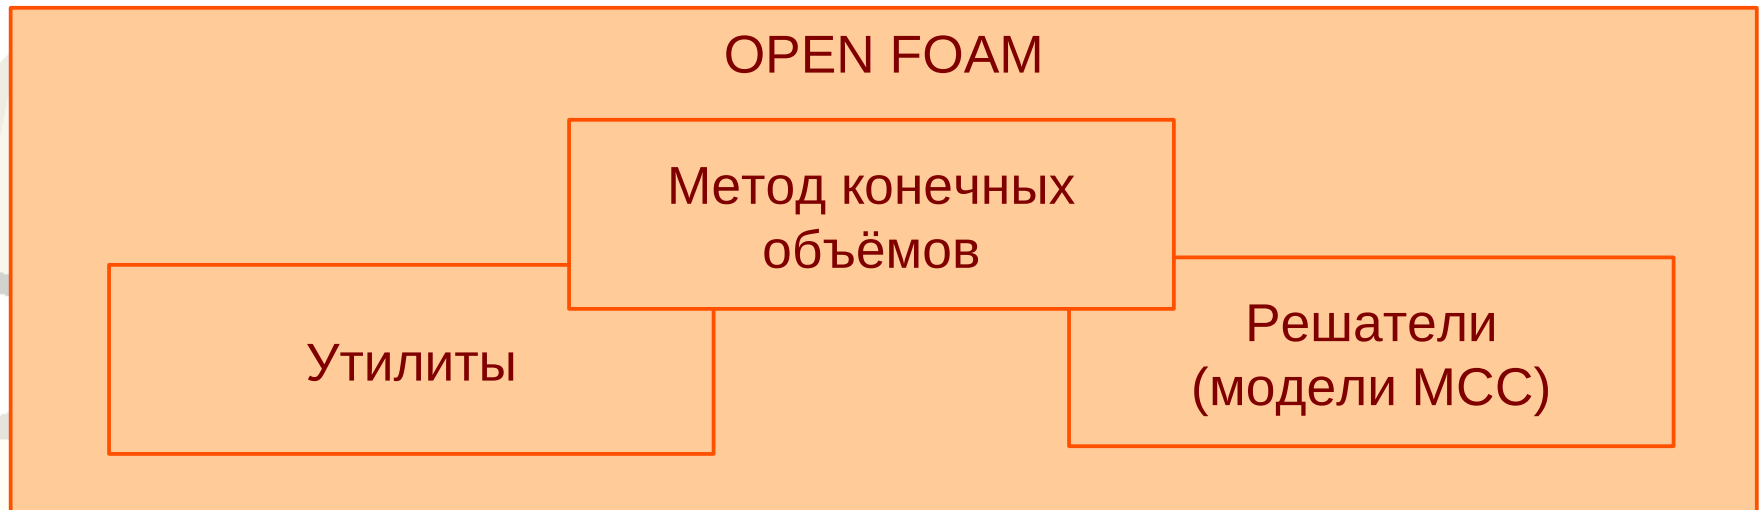 OPEN FOAM
Метод конечных
объёмов
Утилиты
Решатели
(модели МСС)